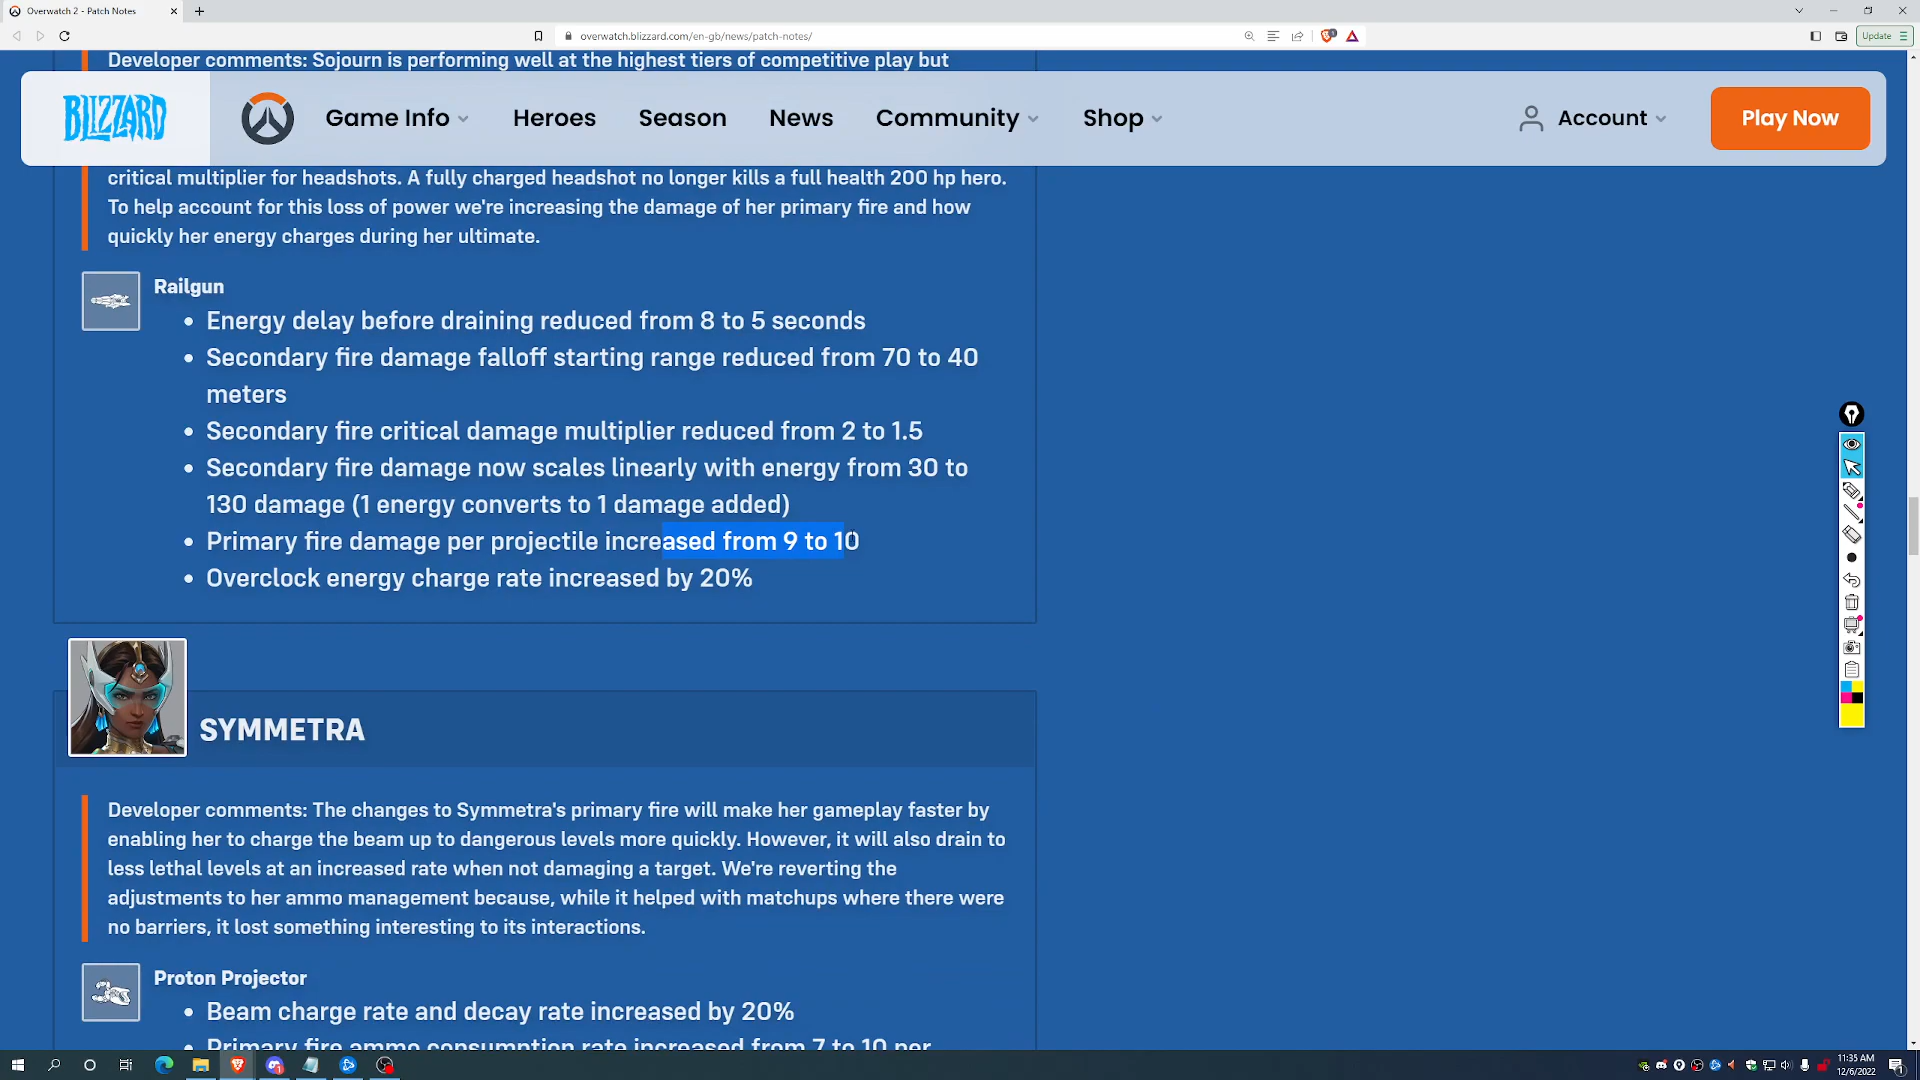 Overwatch 2 - Patch Notes
overwatch.blizzard.com/en-gb/news/patch-notes/
Update
Developer comments: Sojourn is performing well at the highest tiers of competitive play but
BLIZZARD
Game Info
Heroes
Season
News
Community
Shop
Account
Play Now
critical multiplier for headshots. A fully charged headshot no longer kills a full health 200 hp hero.
To help account for this loss of power we're increasing the damage of her primary fire and how
quickly her energy charges during her ultimate.
Railgun
Energy delay before draining reduced from 8 to 5 seconds
Secondary fire damage falloff starting range reduced from 70 to 40
meters
Secondary fire critical damage multiplier reduced from 2 to 1.5
Secondary fire damage now scales linearly with energy from 30 to
130 damage (1 energy converts to 1 damage added)
Primary fire damage per projectile increased from 9 to 10
Overclock energy charge rate increased by 20%
SYMMETRA
Developer comments: The changes to Symmetra's primary fire will make her gameplay faster by
enabling her to charge the beam up to dangerous levels more quickly. However, it will also drain to
less lethal levels at an increased rate when not damaging a target. We're reverting the
adjustments to her ammo management because, while it helped with matchups where there were
no barriers, it lost something interesting to its interactions.
Proton Projector
Beam charge rate and decay rate increased by 20%
Primary fire ammo consumption rate increased from 7 to 10 per
11:35 AM
12/6/2022